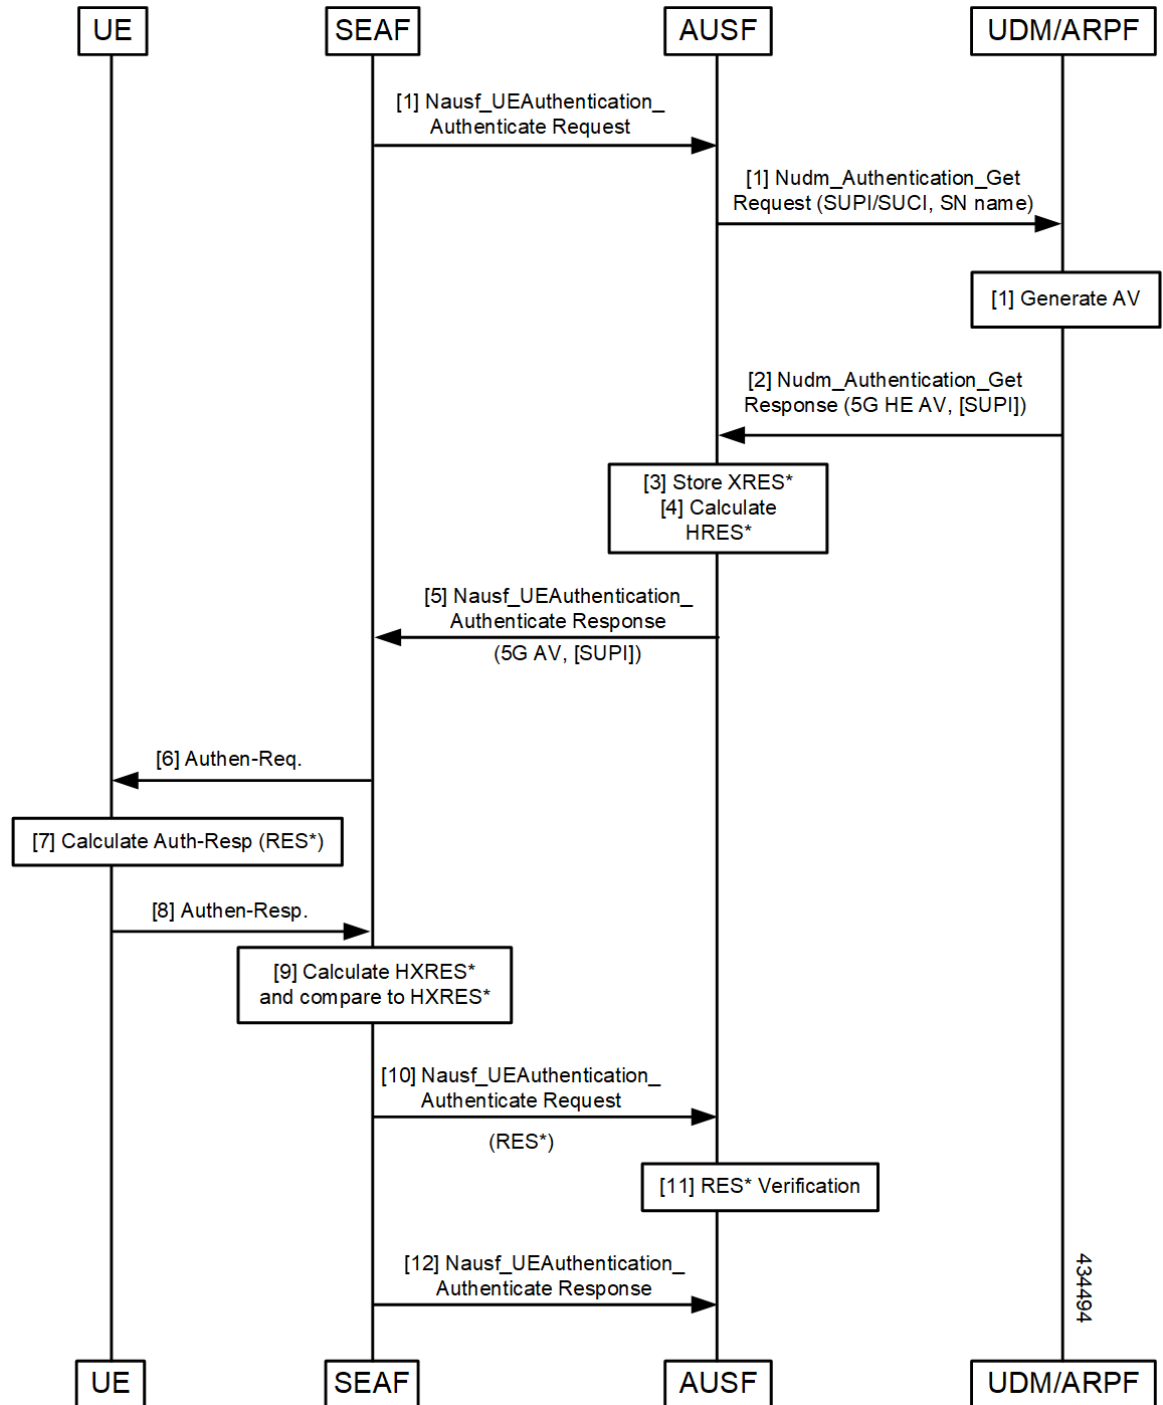 UE
SEAF
AUSF
UDM/ARPF
[1] Nausf_UEAuthentication_
Authenticate Request
[1] Nudm_Authentication_Get
Request (SUPI/SUCI, SN name)
[1] Generate AV
[2] Nudm_Authentication_Get
Response (5G HE AV, [SUPI])
[3] Store XRES*
[4] Calculate
HRES*
[5] Nausf_UEAuthentication_
Authenticate Response
(5G AV, [SUPI])
[6] Authen-Req.
[7] Calculate Auth-Resp (RES*)
[8] Authen-Resp.
[9] Calculate HXRES*
and compare to HXRES*
[10] Nausf_UEAuthentication_
Authenticate Request
(RES*)
[11] RES* Verification
[12] Nausf_UEAuthentication_
Authenticate Response
434494
UE
SEAF
AUSF
UDM/ARPF